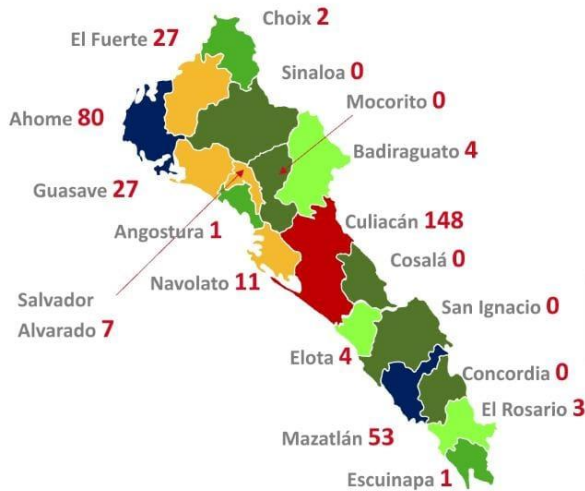 Choix 2
El Fuerte 27
Sinaloa 0
Mocorito 0
Ahome 80
Badiraguato 4
Guasave 27
Culiacán 148
Angostura 1
Cosalá 0
Navolato 11
Salvador
Alvarado 7
San Ignacio 0
Elota 4
Concordia 0
El Rosario 3
Mazatlán 53
Escuinapa 1